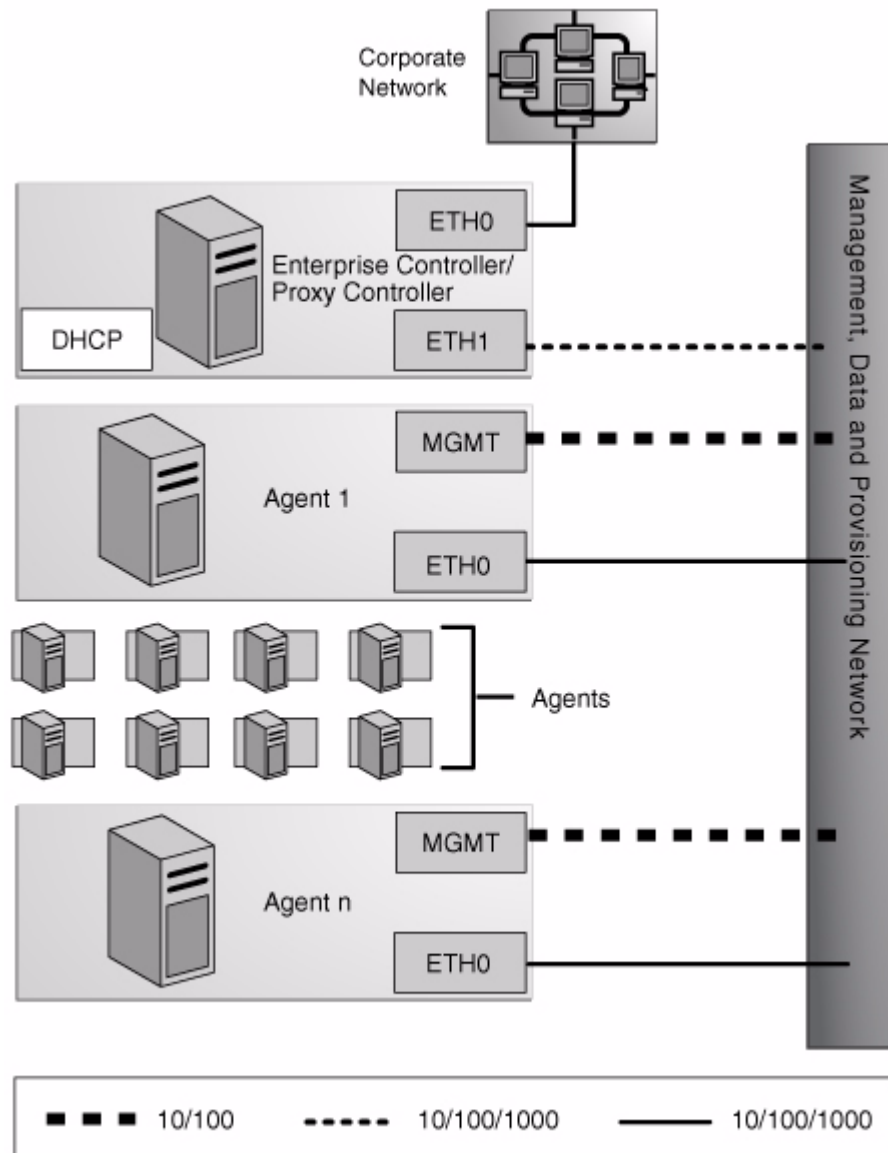 Corporate
Network
ETH0
Enterprise Controller/
Proxy Controller
DHCP
ETH1
MGMT
Agent 1
ETH0
Agents
MGMT
Agent n
ETH0
Management, Data and Provisioning Network
10/100
10/100/1000
10/100/1000